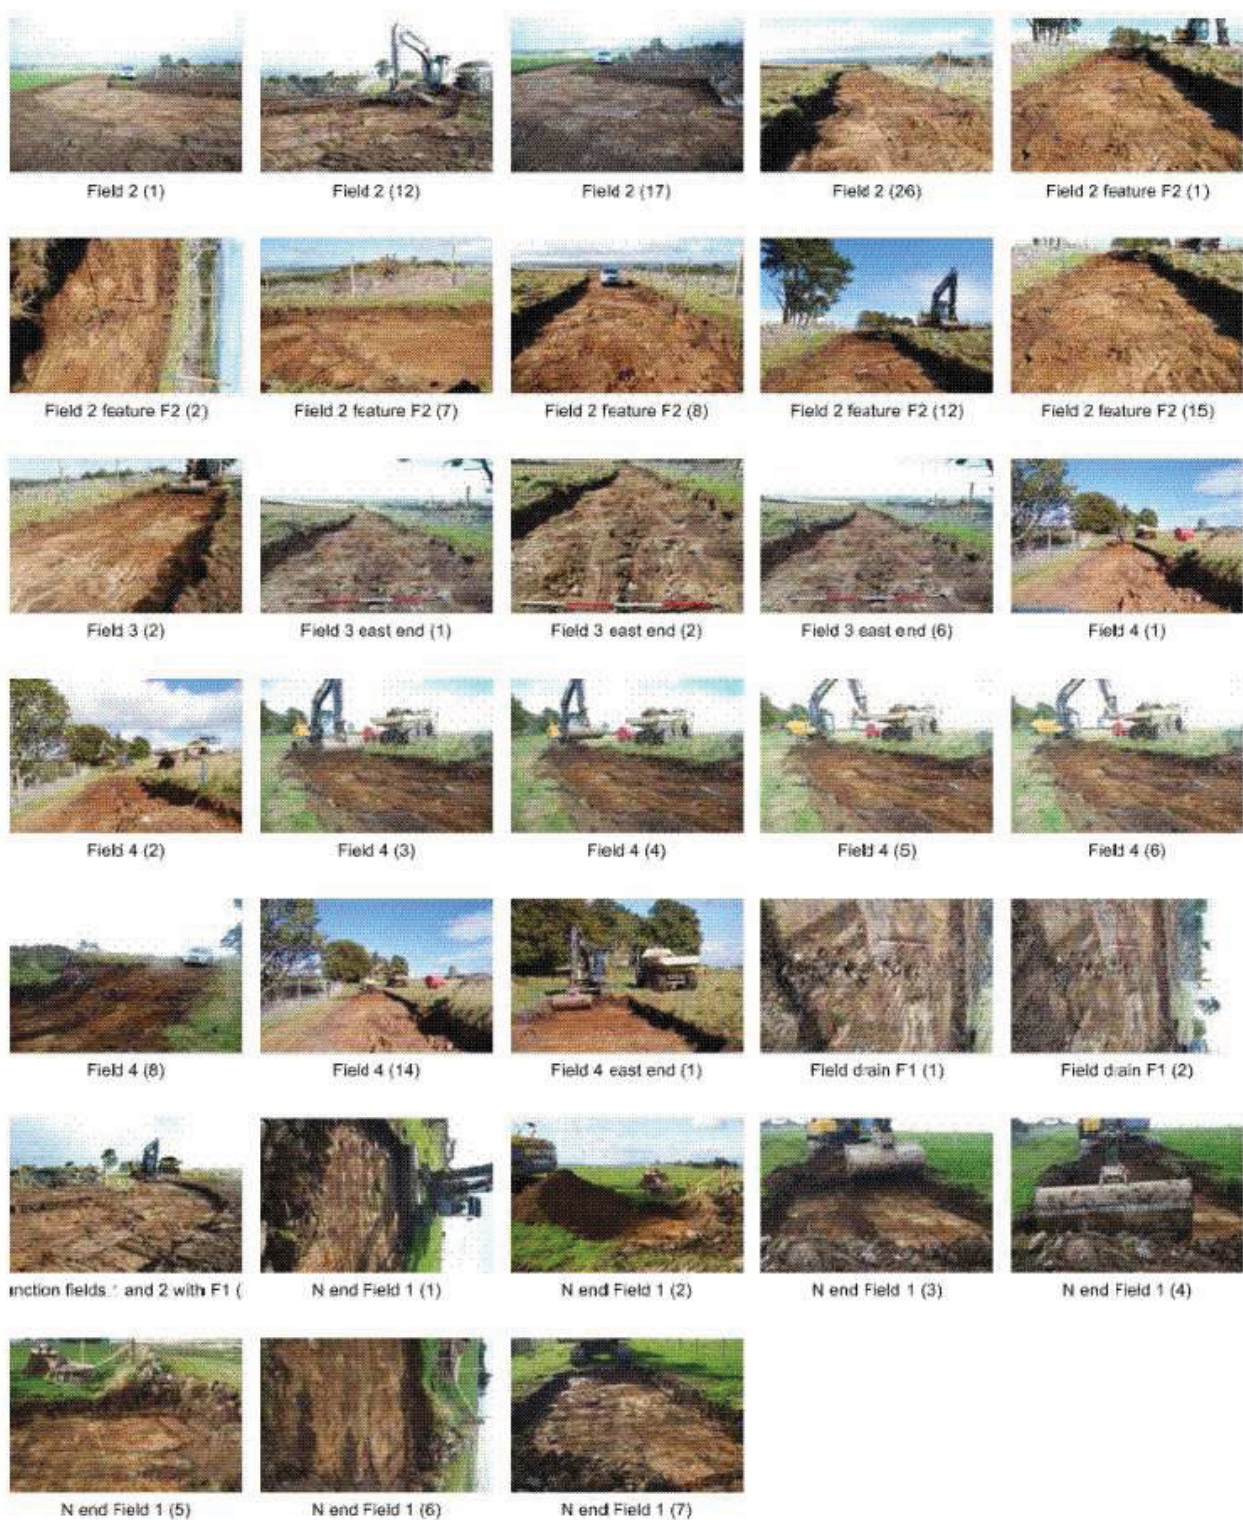 Field 2 (1)
Field 2 (12)
Field 2 (17)
Field 2 (26)
Field 2 feature F2 (1)
Field 2 feature F2 (2)
Field 2 feature F2 (7)
Field 2 feature F2 (8)
Field 2 feature F2 (12)
Field 2 feature F2 (15)
Field 3 (2)
Field 3 east end (1)
Field 3 east end (2)
Field 3 east end (6)
Field 4 (1)
Field 4 (2)
Field 4 (3)
Field 4 (4)
Field 4 (5)
Field 4 (6)
Field 4 (8)
Field 4 (14)
Field 4 east end (1)
Field drain F1 (1)
Field drain F1 (2)
unction fields 1 and 2 with F1 (
N end Field 1 (1)
N end Field 1 (2)
N end Field 1 (3)
N end Field 1 (4)
N end Field 1 (5)
N end Field 1 (6)
N end Field 1 (7)